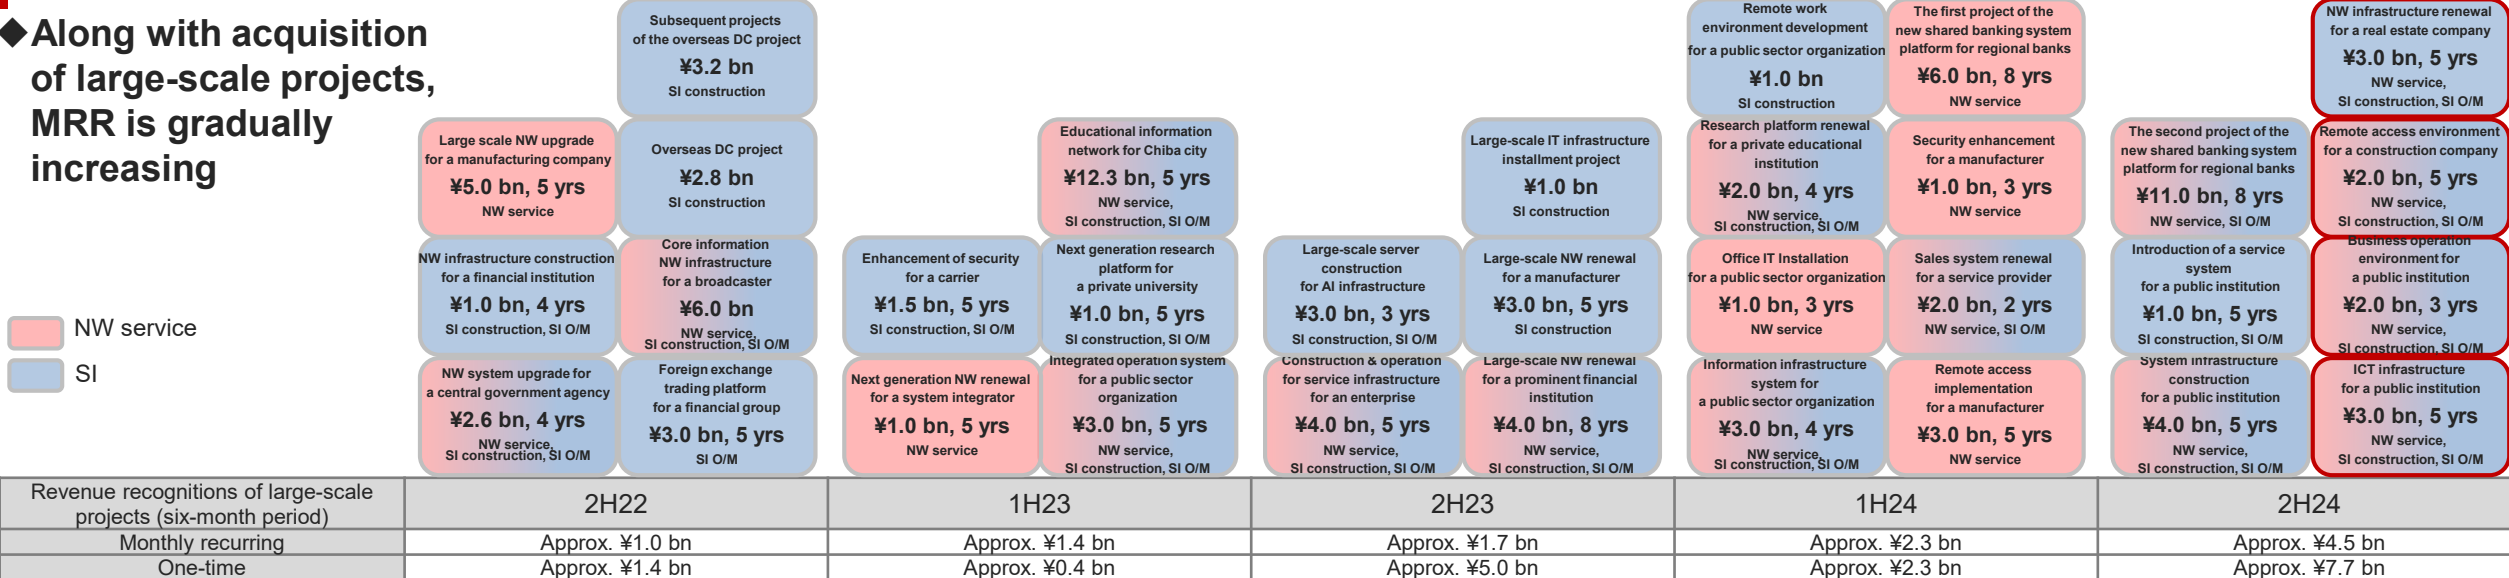 ◆Along with acquisition
of large-scale projects,
MRR is gradually
increasing
NW service
SI
Subsequent projects
of the overseas DC project
¥3.2 bn
SI construction
Large scale NW upgrade
for a manufacturing company
¥5.0 bn, 5 yrs
NW service
Overseas DC project
¥2.8 bn
SI construction
NW infrastructure construction
for a financial institution
¥1.0 bn, 4 yrs
SI construction, SI O/M
Core information
NW infrastructure
for a broadcaster
¥6.0 bn
NW service,
SI construction, SI O/M
NW system upgrade for
a central government agency
¥2.6 bn, 4 yrs
NW service,
SI construction, SI O/M
Foreign exchange
trading platform
for a financial group
¥3.0 bn, 5 yrs
SI O/M
Educational information
network for Chiba city
¥12.3 bn, 5 yrs
NW service,
SI construction, SI O/M
Enhancement of security
for a carrier
¥1.5 bn, 5 yrs
SI construction, SI O/M
Next generation research
platform for
a private university
¥1.0 bn, 5 yrs
SI construction, SI O/M
Next generation NW renewal
for a system integrator
¥1.0 bn, 5 yrs
NW service
Integrated operation system
for a public sector
organization
¥3.0 bn, 5 yrs
NW service,
SI construction, SI O/M
Large-scale IT infrastructure
installment project
¥1.0 bn
SI construction
Large-scale server
construction
for AI infrastructure
¥3.0 bn, 3 yrs
SI construction, SI O/M
Large-scale NW renewal
for a manufacturer
¥3.0 bn, 5 yrs
SI construction
Construction & operation
for service infrastructure
for an enterprise
¥4.0 bn, 5 yrs
NW service,
SI construction, SI O/M
Large-scale NW renewal
for a prominent financial
institution
¥4.0 bn, 8 yrs
NW service,
SI construction, SI O/M
Remote work
environment development
for a public sector organization
¥1.0 bn
SI construction
The first project of the
new shared banking system
platform for regional banks
¥6.0 bn, 8 yrs
NW service
Research platform renewal
for a private educational
institution
¥2.0 bn, 4 yrs
NW service,
SI construction, SI O/M
Security enhancement
for a manufacturer
¥1.0 bn, 3 yrs
NW service
Office IT Installation
for a public sector organization
¥1.0 bn, 3 yrs
NW service
Sales system renewal
for a service provider
¥2.0 bn, 2 yrs
NW service, SI O/M
Information infrastructure
system for
a public sector organization
¥3.0 bn, 4 yrs
NW service,
SI construction, SI O/M
Remote access
implementation
for a manufacturer
¥3.0 bn, 5 yrs
NW service
NW infrastructure renewal
for a real estate company
¥3.0 bn, 5 yrs
NW service,
SI construction, SI O/M
The second project of the
new shared banking system
platform for regional banks
¥11.0 bn, 8 yrs
NW service, SI O/M
Remote access environment
for a construction company
¥2.0 bn, 5 yrs
NW service,
SI construction, SI O/M
Introduction of a service
system
for a public institution
¥1.0 bn, 5 yrs
SI construction, SI O/M
Business operation
environment for
a public institution
¥2.0 bn, 3 yrs
NW service,
SI construction, SI O/M
System infrastructure
construction
for a public institution
¥4.0 bn, 5 yrs
NW service,
SI construction, SI O/M
ICT infrastructure
for a public institution
¥3.0 bn, 5 yrs
NW service,
SI construction, SI O/M
Revenue recognitions of large-scale
projects (six-month period)
2H22
1H23
2H23
1H24
2H24
Monthly recurring
Approx. ¥1.0 bn
Approx. ¥1.4 bn
Approx. ¥1.7 bn
Approx. ¥2.3 bn
Approx. ¥4.5 bn
One-time
Approx. ¥1.4 bn
Approx. ¥0.4 bn
Approx. ¥5.0 bn
Approx. ¥2.3 bn
Approx. ¥7.7 bn